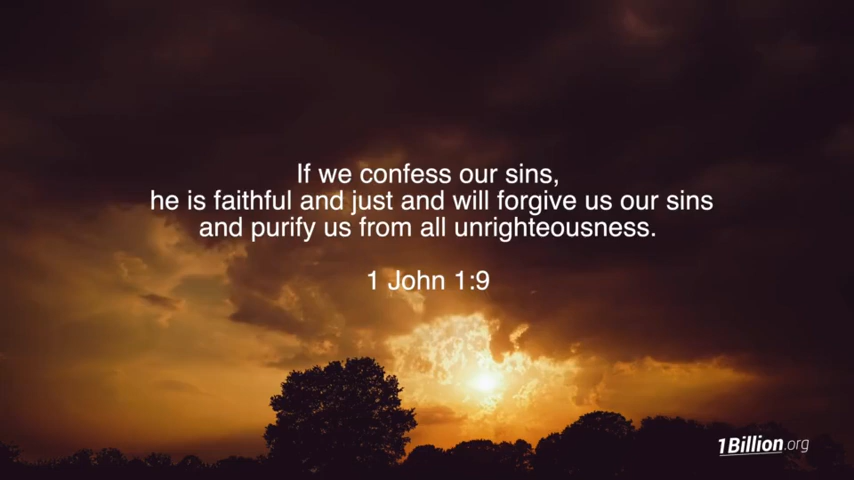 If we confess our sins,
he is faithful and just and will forgive us our sins
and purify us from all unrighteousness.
1 John 1:9
1Billion.org